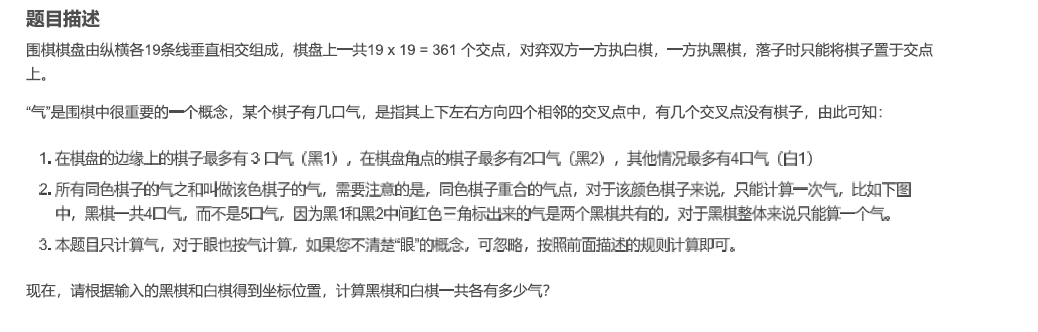 题目描述
围棋棋盘由纵横各19条线垂直相交组成，棋盘上一共19 x 19 = 361 个交点，对弈双方一方执白棋，一方执黑棋，落子时只能将棋子置于交点
上。
“气”是围棋中很重要的一个概念，某个棋子有几口气，是指其上下左右方向四个相邻的交叉点中，有几个交叉点没有棋子，由此可知：
1. 在棋盘的边缘上的棋子最多有 3 口气（黑1），在棋盘角点的棋子最多有2口气（黑2），其他情况最多有4口气（白1）
2. 所有同色棋子的气之和叫做该色棋子的气，需要注意的是，同色棋子重合的气点，对于该颜色棋子来说，只能计算一次气，比如下图
中，黑棋一共4口气，而不是5口气，因为黑1和黑2中间红色三角标出来的气是两个黑棋共有的，对于黑棋整体来说只能算一个气。
3. 本题目只计算气，对于眼也按气计算，如果您不清楚“眼”的概念，可忽略，按照前面描述的规则计算即可。
现在，请根据输入的黑棋和白棋得到坐标位置，计算黑棋和白棋一共各有多少气？